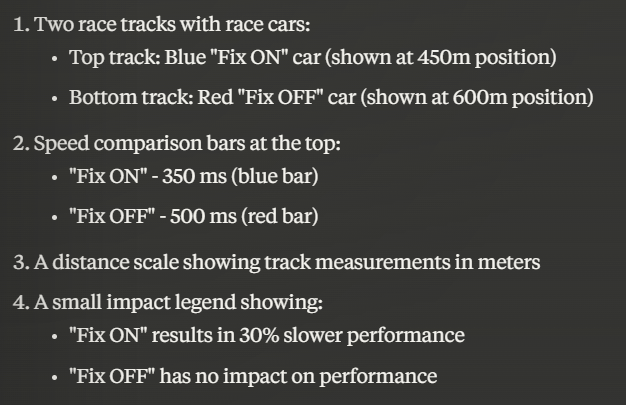 1. Two race tracks with race cars:
• Top track: Blue "Fix ON" car (shown at 450m position)
• Bottom track: Red "Fix OFF" car (shown at 600m position)
2. Speed comparison bars at the top:
• "Fix ON" - 350 ms (blue bar)
• "Fix OFF" - 500 ms (red bar)
3. A distance scale showing track measurements in meters
4. A small impact legend showing:
• "Fix ON" results in 30% slower performance
• "Fix OFF" has no impact on performance